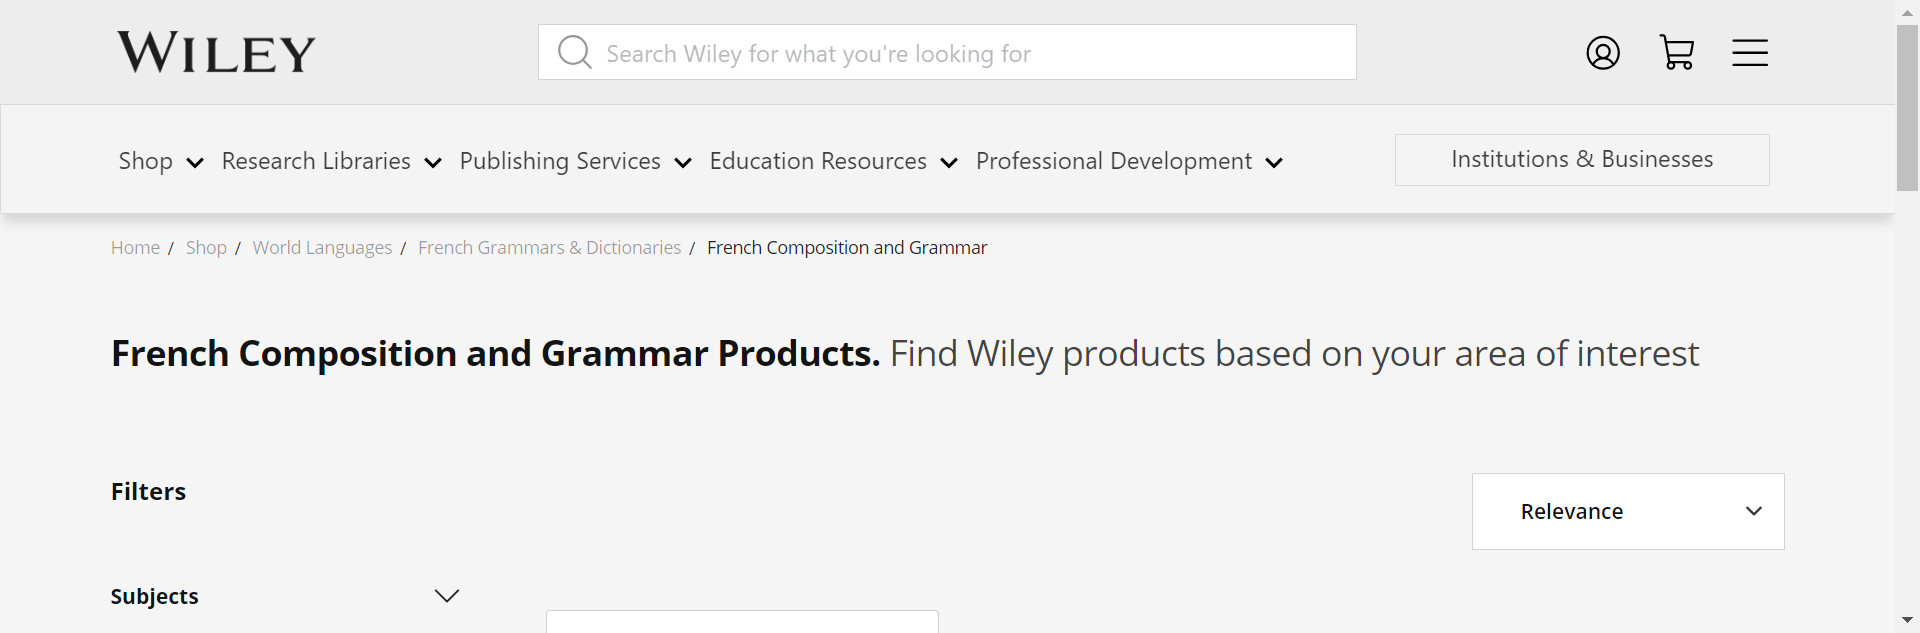 WILEY
Search Wiley for what you're looking for
Shop Research Libraries Publishing Services Education Resources Professional Development Institutions & Businesses
Home / Shop / World Languages / French Grammars & Dictionaries / French Composition and Grammar
French Composition and Grammar Products. Find Wiley products based on your area of interest
Filters
Relevance
Subjects